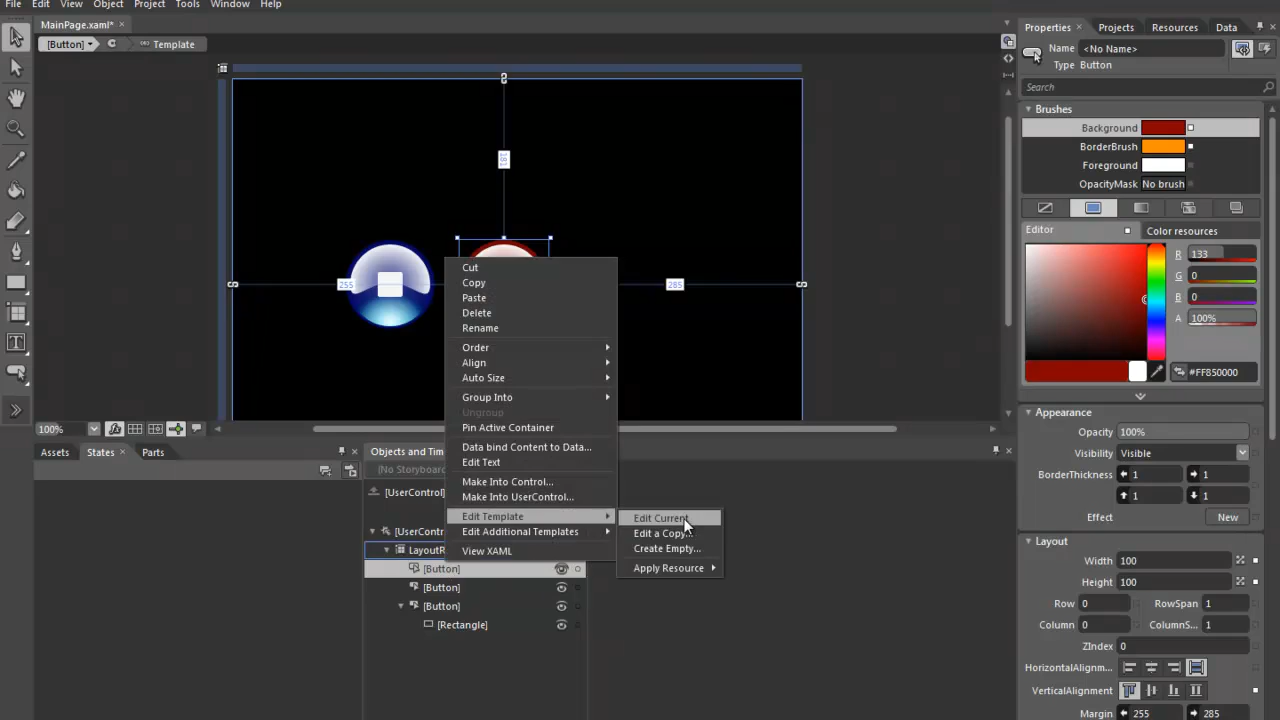 File Edit View Object Project Tools Window Help
MainPage.xaml* ×
[Button] Template
181
255
285
Cut
Copy
Paste
Delete
Rename
Order
Align
Auto Size
Group Into
Ungroup
Pin Active Container
Data bind Content to Data...
Edit Text
Make Into Control...
Make Into UserControl...
Edit Template
Edit Additional Templates
View XAML
Edit Current
Edit a Copy...
Create Empty...
Apply Resource
100%
Assets States × Parts
Objects and Tim
(No Storyboard
[UserControl]
[UserContr
LayoutR
[Button]
[Button]
[Button]
[Rectangle]
Properties × Projects Resources Data
Name <No Name>
Type Button
Search
Brushes
Background
BorderBrush
Foreground
OpacityMask No brush
Editor Color resources
R 133
G 0
B 0
A 100%
#FF850000
Appearance
Opacity 100%
Visibility Visible
BorderThickness 1 1
1 1
Effect New
Layout
Width 100
Height 100
Row 0 RowSpan 1
Column 0 ColumnS... 1
ZIndex 0
HorizontalAlignm...
VerticalAlignment
Margin 255 285